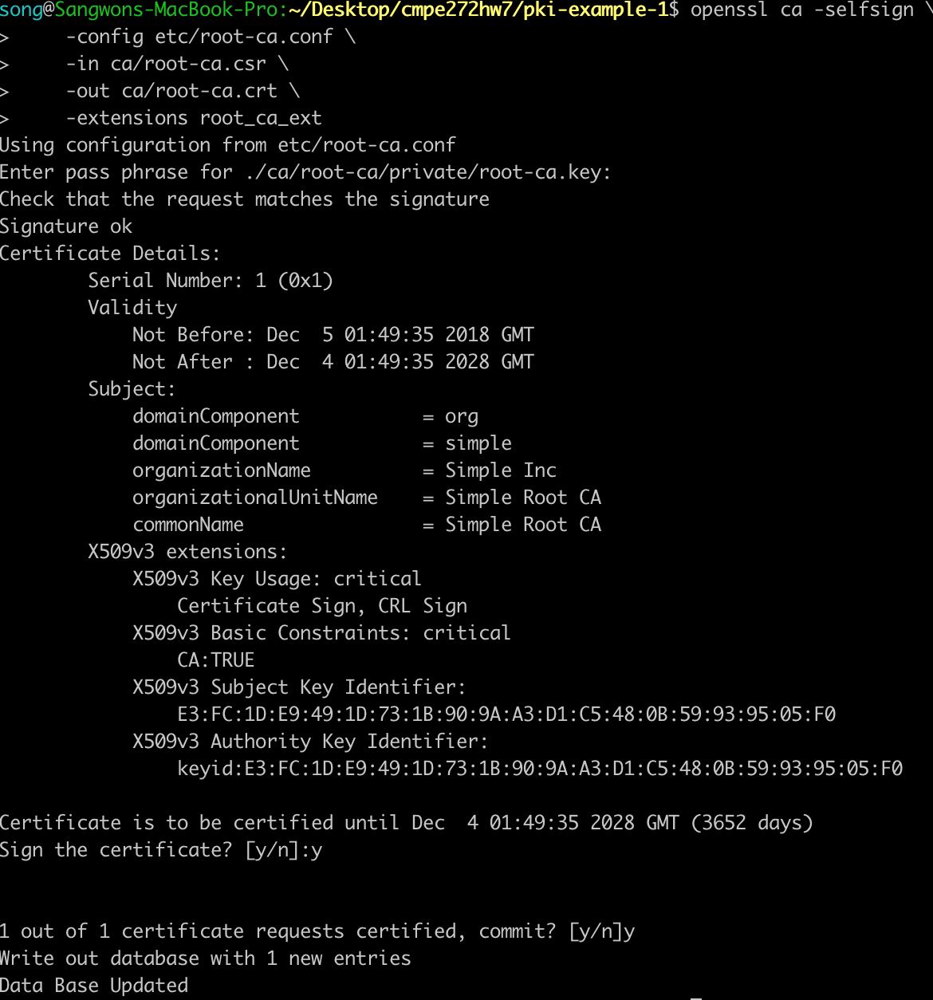 song@Sangwons-MacBook-Pro:~/Desktop/cmpe272hw7/pki-example-1$ openssl ca -selfsign \
>     -config etc/root-ca.conf \
>     -in ca/root-ca.csr \
>     -out ca/root-ca.crt \
>     -extensions root_ca_ext
Using configuration from etc/root-ca.conf
Enter pass phrase for ./ca/root-ca/private/root-ca.key:
Check that the request matches the signature
Signature ok
Certificate Details:
        Serial Number: 1 (0x1)
        Validity
            Not Before: Dec  5 01:49:35 2018 GMT
            Not After : Dec  4 01:49:35 2028 GMT
        Subject:
            domainComponent           = org
            domainComponent           = simple
            organizationName          = Simple Inc
            organizationalUnitName    = Simple Root CA
            commonName                = Simple Root CA
        X509v3 extensions:
            X509v3 Key Usage: critical
                Certificate Sign, CRL Sign
            X509v3 Basic Constraints: critical
                CA:TRUE
            X509v3 Subject Key Identifier:
                E3:FC:1D:E9:49:1D:73:1B:90:9A:A3:D1:C5:48:0B:59:93:95:05:F0
            X509v3 Authority Key Identifier:
                keyid:E3:FC:1D:E9:49:1D:73:1B:90:9A:A3:D1:C5:48:0B:59:93:95:05:F0

Certificate is to be certified until Dec  4 01:49:35 2028 GMT (3652 days)
Sign the certificate? [y/n]:y


1 out of 1 certificate requests certified, commit? [y/n]y
Write out database with 1 new entries
Data Base Updated